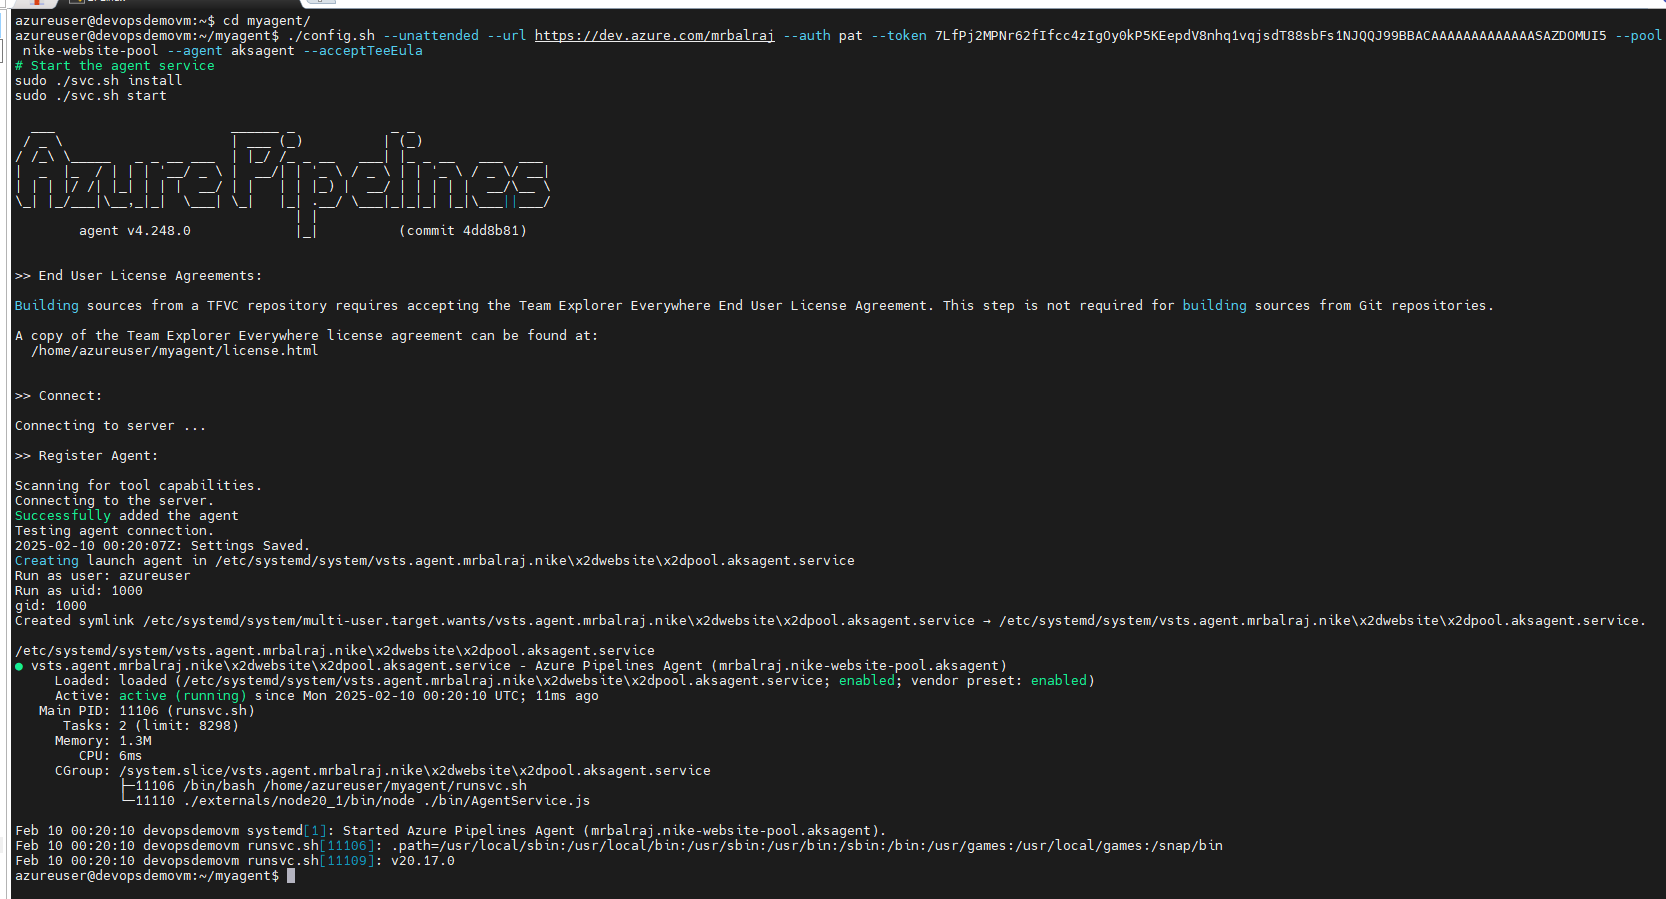 azureuser@devopsdemovm:~$ cd myagent/
azureuser@devopsdemovm:~/myagent$ ./config.sh --unattended --url https://dev.azure.com/mrbalraj --auth pat --token 7LfPj2MPNr62fIfcc4zIgOy0kP5KEepdV8nhq1vqjsdT88sbFs1NJQQJ99BBACAAAAAAAAAAAAASAZDOMUI5 --pool
nike-website-pool --agent aksagent --acceptTeeEula
# Start the agent service
sudo ./svc.sh install
sudo ./svc.sh start
Azure Pipelines
agent v4.248.0 (commit 4dd8b81)
>> End User License Agreements:
Building sources from a TFVC repository requires accepting the Team Explorer Everywhere End User License Agreement. This step is not required for building sources from Git repositories.
A copy of the Team Explorer Everywhere license agreement can be found at:
/home/azureuser/myagent/license.html
>> Connect:
Connecting to server ...
>> Register Agent:
Scanning for tool capabilities.
Connecting to the server.
Successfully added the agent
Testing agent connection.
2025-02-10 00:20:07Z: Settings Saved.
Creating launch agent in /etc/systemd/system/vsts.agent.mrbalraj.nike\x2dwebsite\x2dpool.aksagent.service
Run as user: azureuser
Run as uid: 1000
gid: 1000
Created symlink /etc/systemd/system/multi-user.target.wants/vsts.agent.mrbalraj.nike\x2dwebsite\x2dpool.aksagent.service → /etc/systemd/system/vsts.agent.mrbalraj.nike\x2dwebsite\x2dpool.aksagent.service.
/etc/systemd/system/vsts.agent.mrbalraj.nike\x2dwebsite\x2dpool.aksagent.service
● vsts.agent.mrbalraj.nike\x2dwebsite\x2dpool.aksagent.service - Azure Pipelines Agent (mrbalraj.nike-website-pool.aksagent)
Loaded: loaded (/etc/systemd/system/vsts.agent.mrbalraj.nike\x2dwebsite\x2dpool.aksagent.service; enabled; vendor preset: enabled)
Active: active (running) since Mon 2025-02-10 00:20:10 UTC; 11ms ago
Main PID: 11106 (runsvc.sh)
Tasks: 2 (limit: 8298)
Memory: 1.3M
CPU: 6ms
CGroup: /system.slice/vsts.agent.mrbalraj.nike\x2dwebsite\x2dpool.aksagent.service
├─11106 /bin/bash /home/azureuser/myagent/runsvc.sh
└─11110 ./externals/node20_1/bin/node ./bin/AgentService.js
Feb 10 00:20:10 devopsdemovm systemd[1]: Started Azure Pipelines Agent (mrbalraj.nike-website-pool.aksagent).
Feb 10 00:20:10 devopsdemovm runsvc.sh[11106]: .path=/usr/local/sbin:/usr/local/bin:/usr/sbin:/usr/bin:/sbin:/bin:/usr/games:/usr/local/games:/snap/bin
Feb 10 00:20:10 devopsdemovm runsvc.sh[11109]: v20.17.0
azureuser@devopsdemovm:~/myagent$